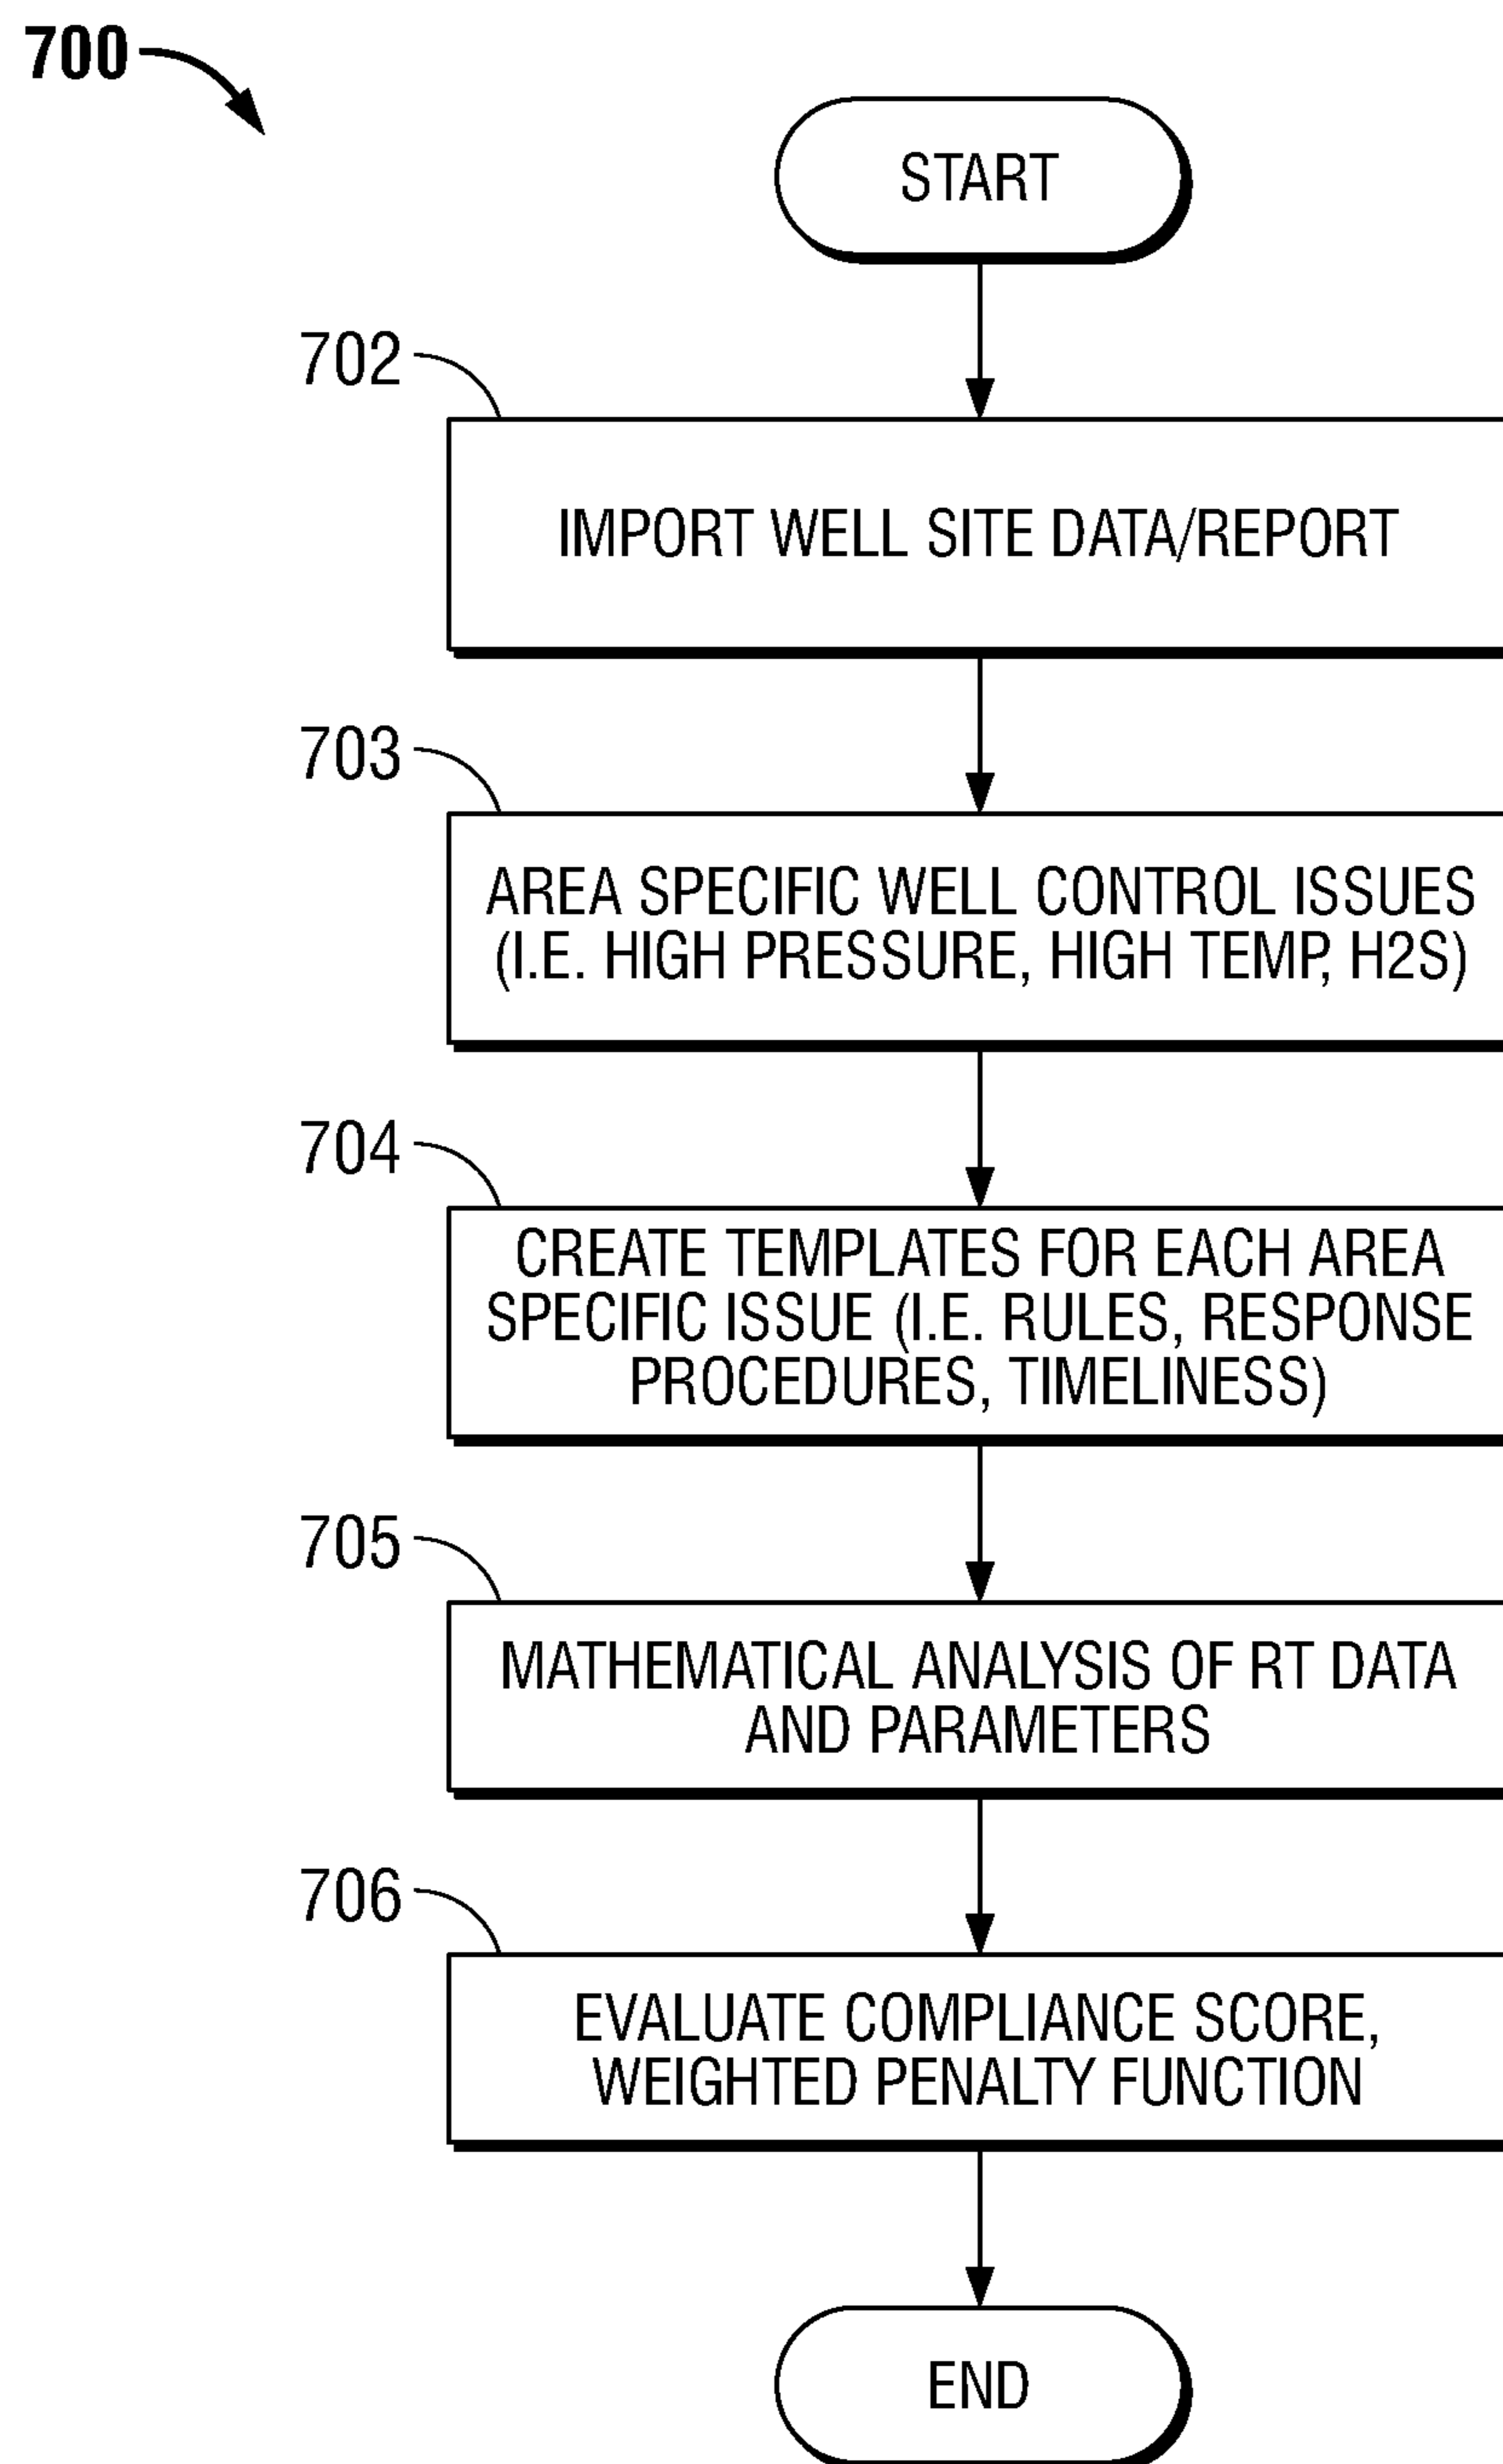 700
START
702
IMPORT WELL SITE DATA/REPORT
703
AREA SPECIFIC WELL CONTROL ISSUES
(I.E. HIGH PRESSURE, HIGH TEMP, H2S)
704
CREATE TEMPLATES FOR EACH AREA
SPECIFIC ISSUE (I.E. RULES, RESPONSE
PROCEDURES, TIMELINESS)
705
MATHEMATICAL ANALYSIS OF RT DATA
AND PARAMETERS
706
EVALUATE COMPLIANCE SCORE,
WEIGHTED PENALTY FUNCTION
END